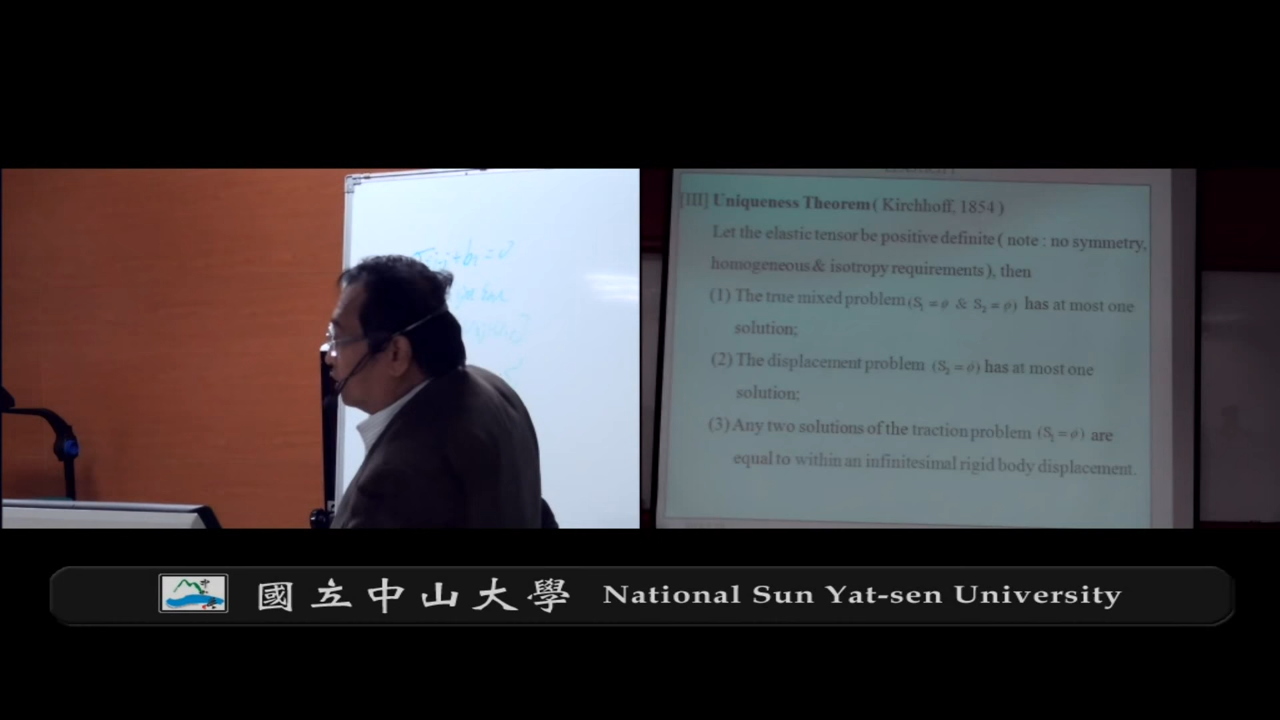 [III] Uniqueness Theorem ( Kirchhoff, 1854 )
Let the elastic tensor be positive definite ( note : no symmetry,
homogeneous & isotropy requirements ), then
(1) The true mixed problem (S₁ = φ & S₂ = φ) has at most one
solution;
(2) The displacement problem (S₂ = φ) has at most one
solution;
(3) Any two solutions of the traction problem (S₁ = φ) are
equal to within an infinitesimal rigid body displacement.
國立中山大學 National Sun Yat-sen University